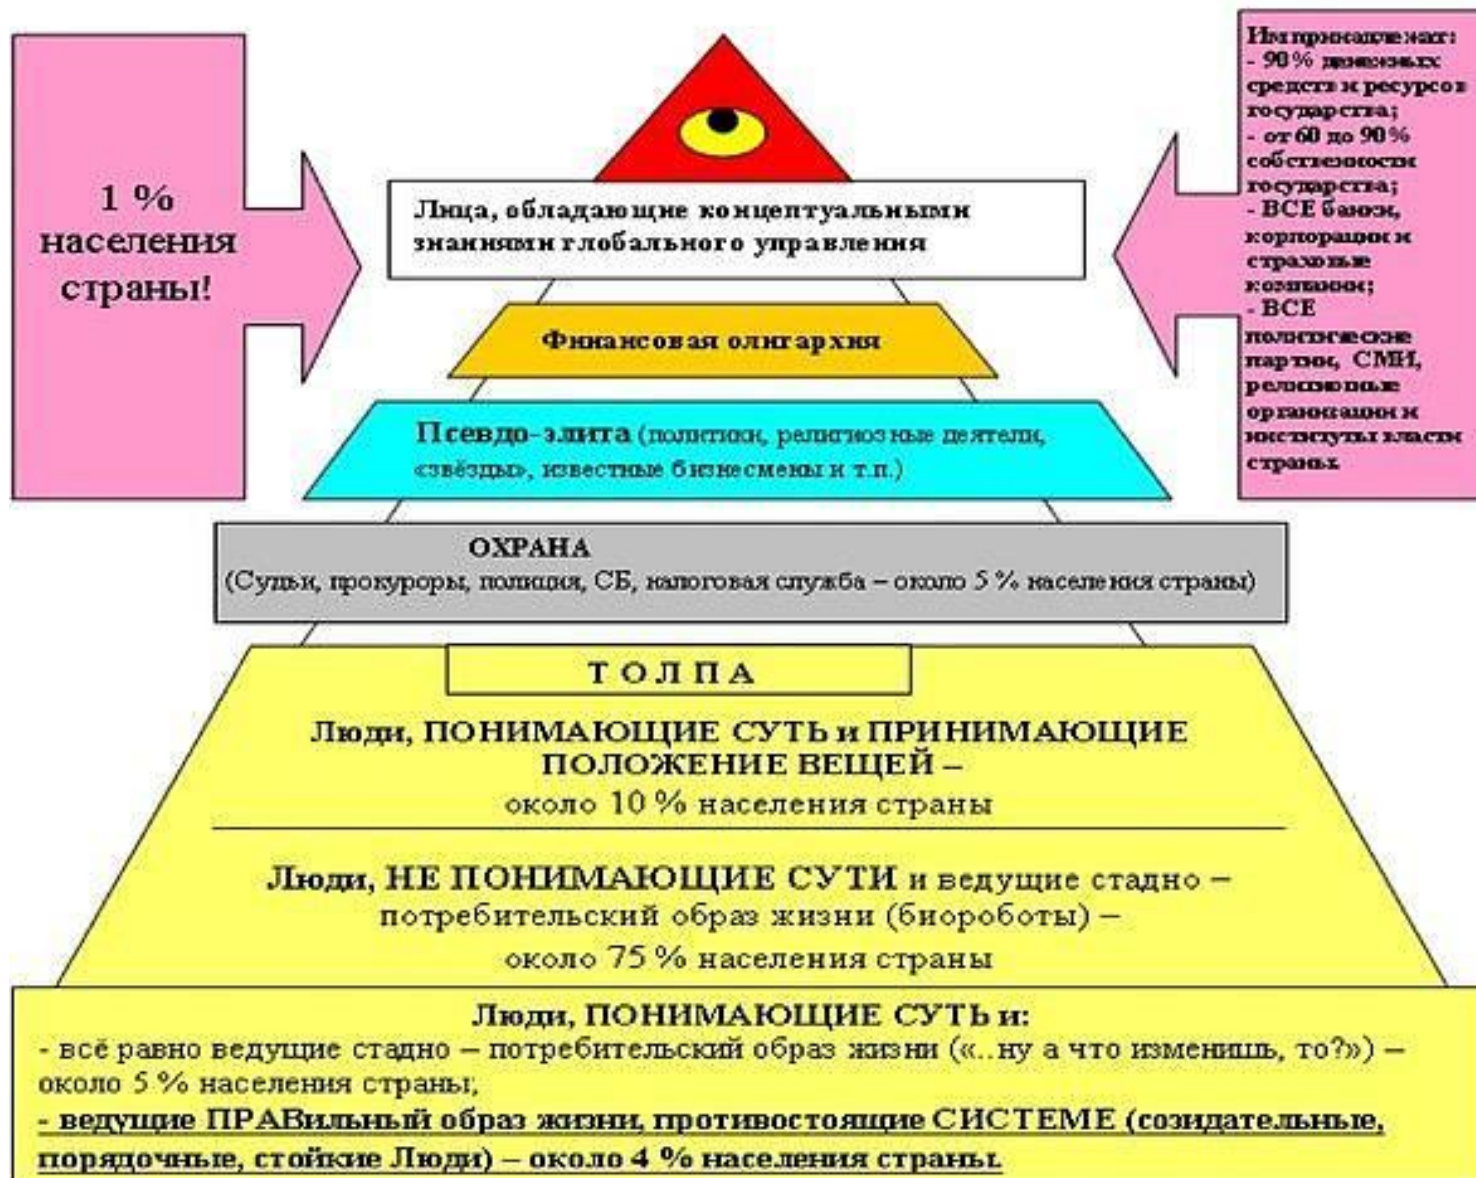 1 %
населения
страны!
Лица, обладающие концептуальными
знаниями глобального управления
Финансовая олигархия
Псевдо-элита (политики, религиозные деятели,
«звёзды», известные бизнесмены и т.п.)
Им принадлежат:
- 90% денежных
средств и ресурсов
государства;
- от 60 до 90%
собственности
государства;
- ВСЕ банки,
корпорации и
страховые
компании;
- ВСЕ
политические
партии, СМИ,
религиозные
организации и
институты власти
страны.
ОХРАНА
(Судьи, прокуроры, полиция, СБ, налоговая служба – около 5 % населения страны)
ТОЛПА
Люди, ПОНИМАЮЩИЕ СУТЬ и ПРИНИМАЮЩИЕ
ПОЛОЖЕНИЕ ВЕЩЕЙ –
около 10 % населения страны
Люди, НЕ ПОНИМАЮЩИЕ СУТИ и ведущие стадно –
потребительский образ жизни (биороботы) –
около 75 % населения страны
Люди, ПОНИМАЮЩИЕ СУТЬ и:
- всё равно ведущие стадно – потребительский образ жизни («..ну а что изменишь, то?») –
около 5 % населения страны;
- ведущие ПРАВильный образ жизни, противостоящие СИСТЕМЕ (созидательные,
порядочные, стойкие Люди) – около 4 % населения страны.